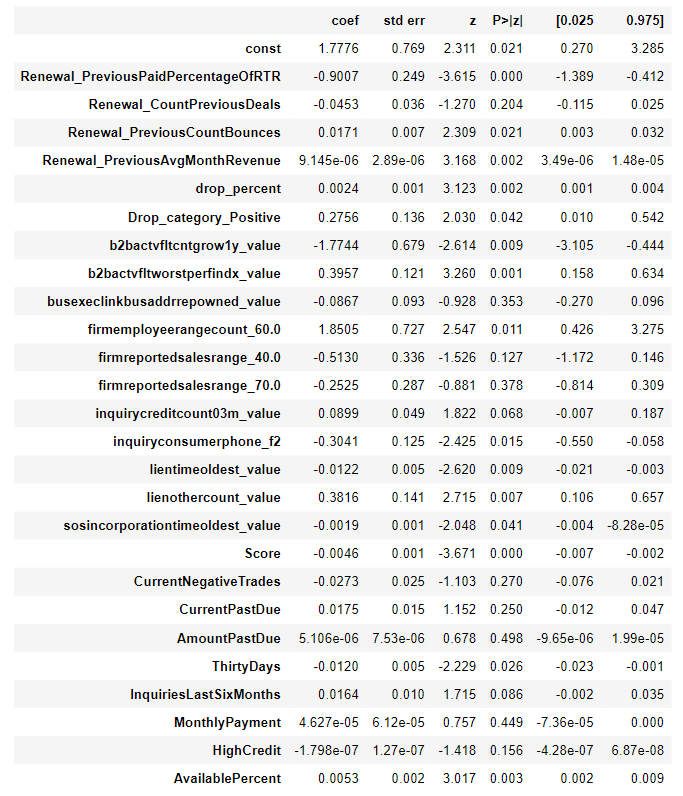 coef std err z P>|z| [0.025 0.975]
const 1.7776 0.769 2.311 0.021 0.270 3.285
Renewal_PreviousPaidPercentageOfRTR -0.9007 0.249 -3.615 0.000 -1.389 -0.412
Renewal_CountPreviousDeals -0.0453 0.036 -1.270 0.204 -0.115 0.025
Renewal_PreviousCountBounces 0.0171 0.007 2.309 0.021 0.003 0.032
Renewal_PreviousAvgMonthRevenue 9.145e-06 2.89e-06 3.168 0.002 3.49e-06 1.48e-05
drop_percent 0.0024 0.001 3.123 0.002 0.001 0.004
Drop_category_Positive 0.2756 0.136 2.030 0.042 0.010 0.542
b2bactvfltcntgrow1y_value -1.7744 0.679 -2.614 0.009 -3.105 -0.444
b2bactvfltworstperfindx_value 0.3957 0.121 3.260 0.001 0.158 0.634
busexeclinkbusaddrrepowned_value -0.0867 0.093 -0.928 0.353 -0.270 0.096
firmemployeerangecount_60.0 1.8505 0.727 2.547 0.011 0.426 3.275
firmreportedsalesrange_40.0 -0.5130 0.336 -1.526 0.127 -1.172 0.146
firmreportedsalesrange_70.0 -0.2525 0.287 -0.881 0.378 -0.814 0.309
inquirycreditcount03m_value 0.0899 0.049 1.822 0.068 -0.007 0.187
inquiryconsumerphone_f2 -0.3041 0.125 -2.425 0.015 -0.550 -0.058
lientimeoldest_value -0.0122 0.005 -2.620 0.009 -0.021 -0.003
lienothercount_value 0.3816 0.141 2.715 0.007 0.106 0.657
sosincorporationtimeoldest_value -0.0019 0.001 -2.048 0.041 -0.004 -8.28e-05
Score -0.0046 0.001 -3.671 0.000 -0.007 -0.002
CurrentNegativeTrades -0.0273 0.025 -1.103 0.270 -0.076 0.021
CurrentPastDue 0.0175 0.015 1.152 0.250 -0.012 0.047
AmountPastDue 5.106e-06 7.53e-06 0.678 0.498 -9.65e-06 1.99e-05
ThirtyDays -0.0120 0.005 -2.229 0.026 -0.023 -0.001
InquiriesLastSixMonths 0.0164 0.010 1.715 0.086 -0.002 0.035
MonthlyPayment 4.627e-05 6.12e-05 0.757 0.449 -7.36e-05 0.000
HighCredit -1.798e-07 1.27e-07 -1.418 0.156 -4.28e-07 6.87e-08
AvailablePercent 0.0053 0.002 3.017 0.003 0.002 0.009